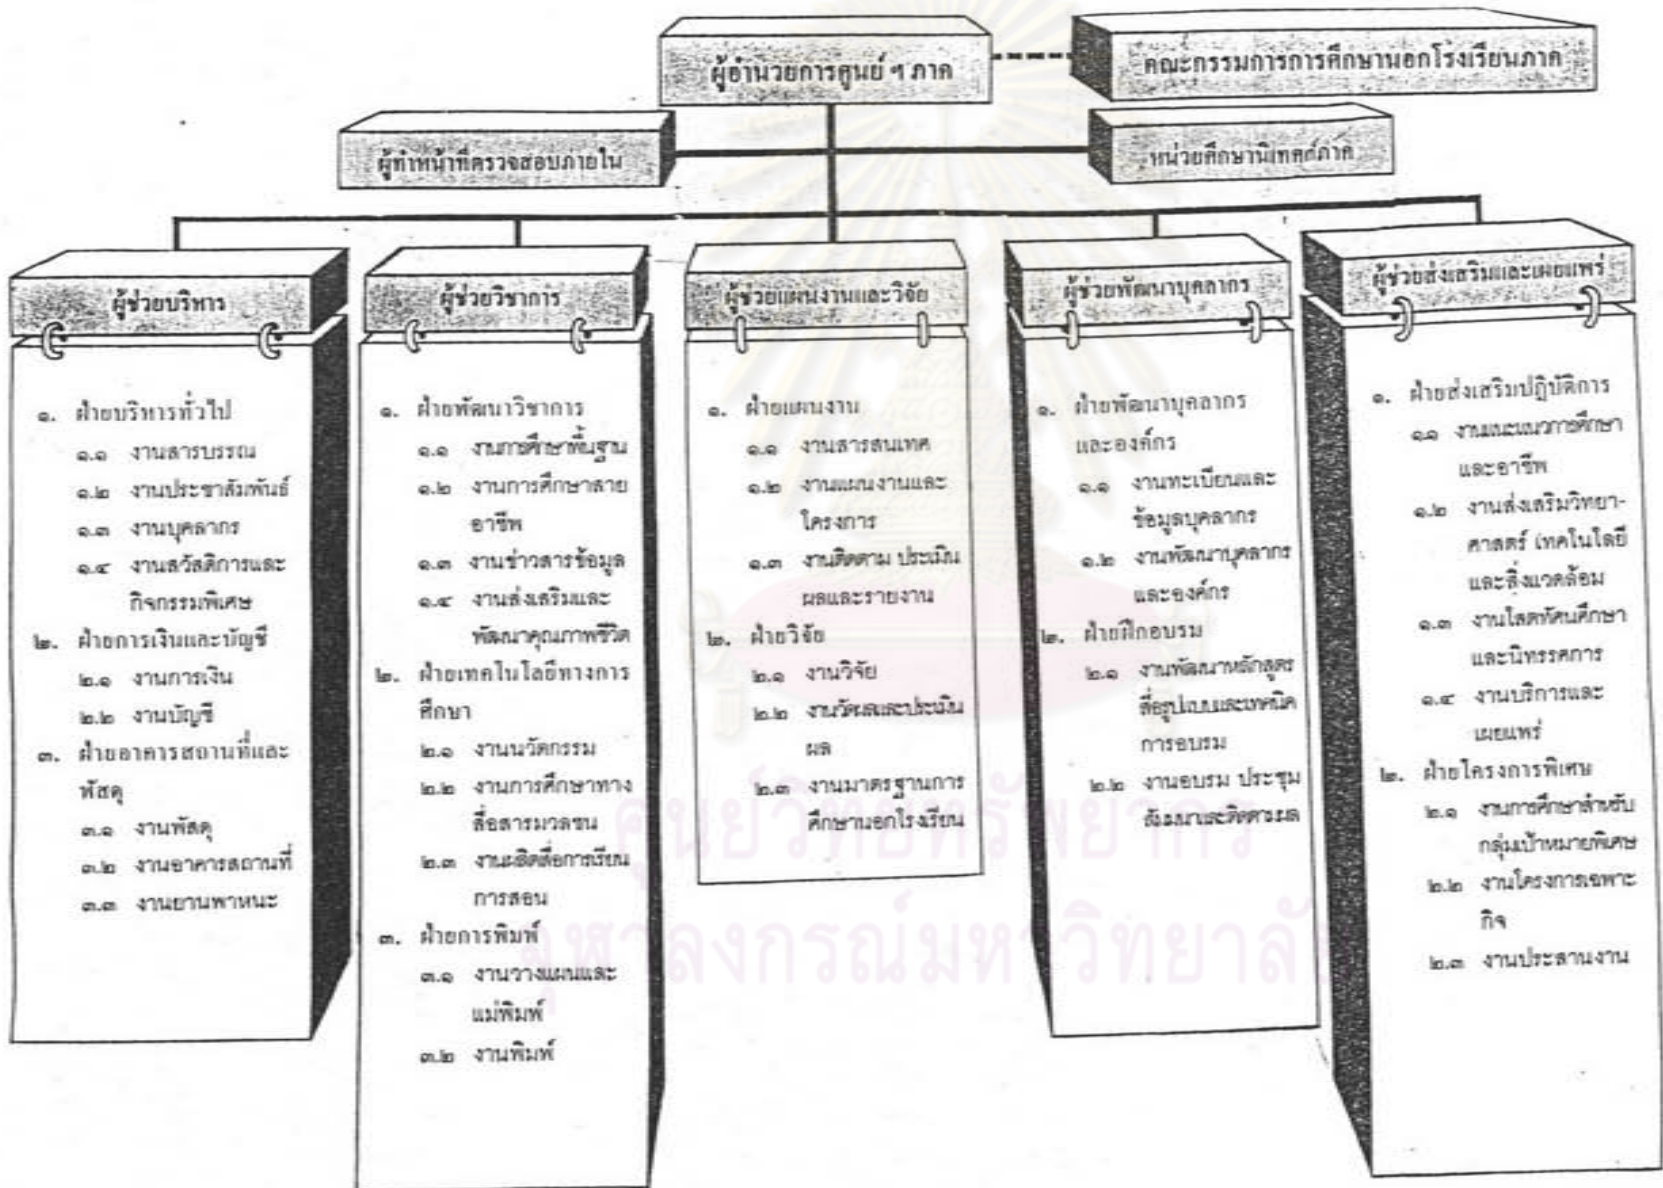 ผู้อำนวยการศูนย์ ฯ ภาค
คณะกรรมการการศึกษานอกโรงเรียนภาค
ผู้ทำหน้าที่ตรวจสอบภายใน
หน่วยศึกษานิเทศก์ภาค
ผู้ช่วยบริหาร
๑. ฝ่ายบริหารทั่วไป
๑.๑ งานสารบรรณ
๑.๒ งานประชาสัมพันธ์
๑.๓ งานบุคลากร
๑.๔ งานสวัสดิการและ
กิจกรรมพิเศษ
๒. ฝ่ายการเงินและบัญชี
๒.๑ งานการเงิน
๒.๒ งานบัญชี
๓. ฝ่ายอาคารสถานที่และ
พัสดุ
๓.๑ งานพัสดุ
๓.๒ งานอาคารสถานที่
๓.๓ งานยานพาหนะ
ผู้ช่วยวิชาการ
๑. ฝ่ายพัฒนาวิชาการ
๑.๑ งานการศึกษาพื้นฐาน
๑.๒ งานการศึกษาสาย
อาชีพ
๑.๓ งานข่าวสารข้อมูล
๑.๔ งานส่งเสริมและ
พัฒนาคุณภาพชีวิต
๒. ฝ่ายเทคโนโลยีทางการ
ศึกษา
๒.๑ งานนวัตกรรม
๒.๒ งานการศึกษาทาง
สื่อสารมวลชน
๒.๓ งานผลิตสื่อการเรียน
การสอน
๓. ฝ่ายการพิมพ์
๓.๑ งานวางแผนและ
แม่พิมพ์
๓.๒ งานพิมพ์
ผู้ช่วยแผนงานและวิจัย
๑. ฝ่ายแผนงาน
๑.๑ งานสารสนเทศ
๑.๒ งานแผนงานและ
โครงการ
๑.๓ งานติดตาม ประเมิน
ผลและรายงาน
๒. ฝ่ายวิจัย
๒.๑ งานวิจัย
๒.๒ งานวัดผลและประเมิน
ผล
๒.๓ งานมาตรฐานการ
ศึกษานอกโรงเรียน
ผู้ช่วยพัฒนาบุคลากร
๑. ฝ่ายพัฒนาบุคลากร
และองค์กร
๑.๑ งานทะเบียนและ
ข้อมูลบุคลากร
๑.๒ งานพัฒนาบุคลากร
และองค์กร
๒. ฝ่ายฝึกอบรม
๒.๑ งานพัฒนาหลักสูตร
สื่อรูปแบบและเทคนิค
การอบรม
๒.๒ งานอบรม ประชุม
สัมมนาและติดตามผล
ผู้ช่วยส่งเสริมและเผยแพร่
๑. ฝ่ายส่งเสริมปฏิบัติการ
๑.๑ งานแนะแนวการศึกษา
และอาชีพ
๑.๒ งานส่งเสริมวิทยา-
ศาสตร์ เทคโนโลยี
และสิ่งแวดล้อม
๑.๓ งานโสตทัศนศึกษา
และนิทรรศการ
๑.๔ งานบริการและ
เผยแพร่
๒. ฝ่ายโครงการพิเศษ
๒.๑ งานการศึกษาสำหรับ
กลุ่มเป้าหมายพิเศษ
๒.๒ งานโครงการเฉพาะ
กิจ
๒.๓ งานประสานงาน
ศูนย์วิทยทรัพยากร
จุฬาลงกรณ์มหาวิทยาลัย